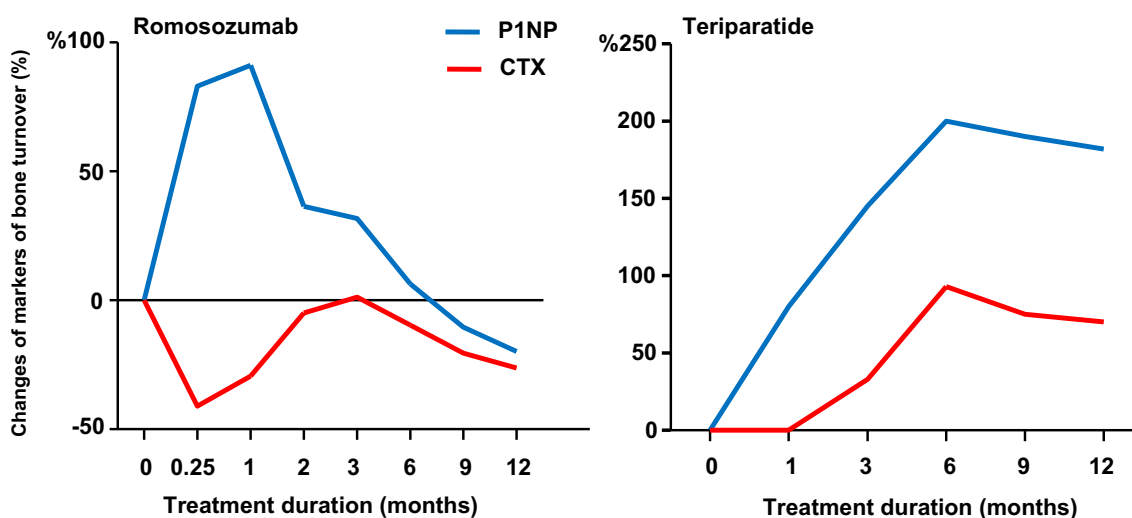 Romosozumab
%100
50
0
-50
0 0.25 1 2 3 6 9 12
Treatment duration (months)
Changes of markers of bone turnover (%)
P1NP
CTX
Teriparatide
%250
200
150
100
50
0
0 1 3 6 9 12
Treatment duration (months)